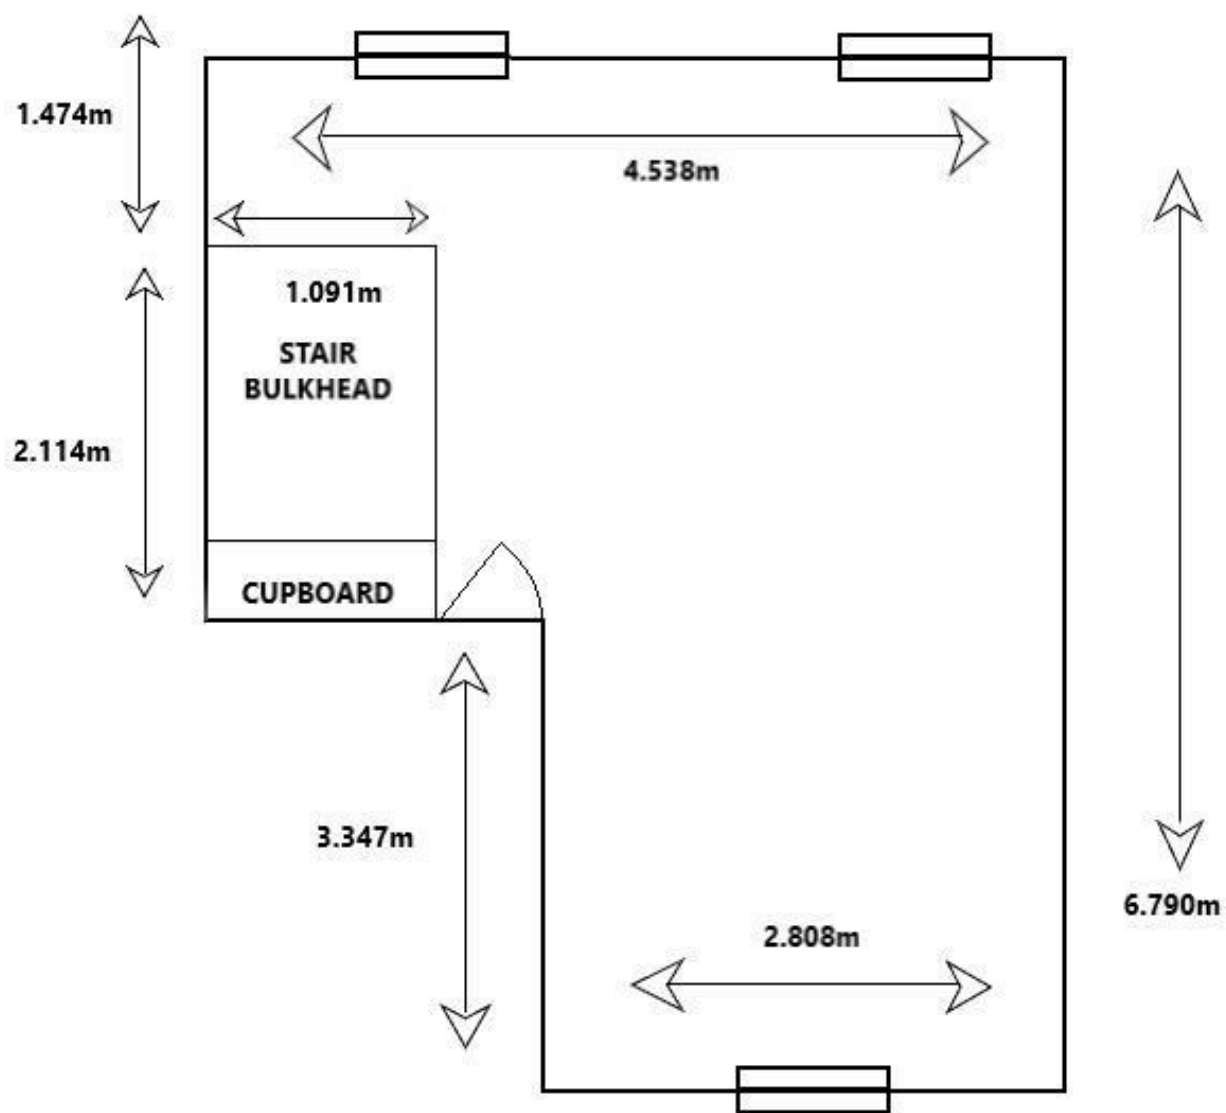 1.474m
4.538m
1.091m
STAIR
BULKHEAD
2.114m
CUPBOARD
3.347m
6.790m
2.808m